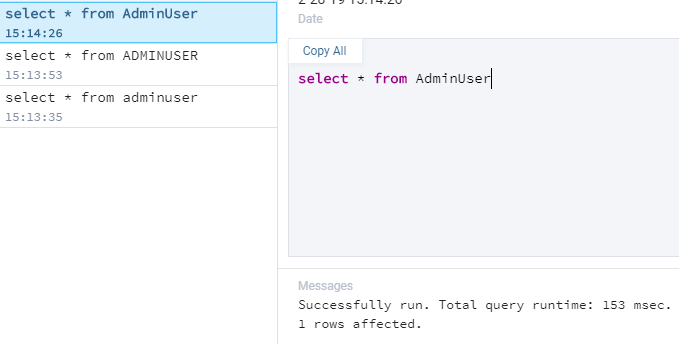 select * from AdminUser
15:14:26
select * from ADMINUSER
15:13:53
select * from adminuser
15:13:35
Date
Copy All
select * from AdminUser
Messages
Successfully run. Total query runtime: 153 msec.
1 rows affected.